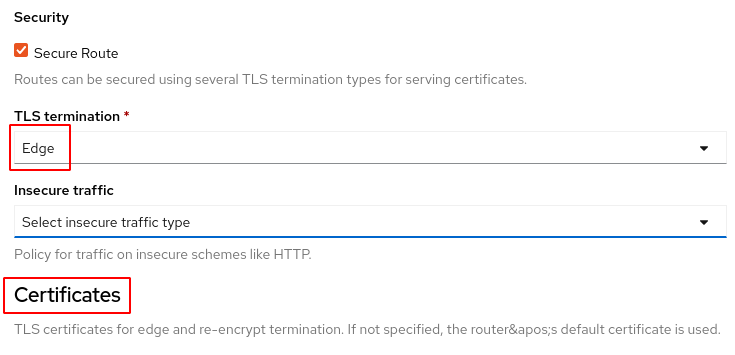 Security
Secure Route
Routes can be secured using several TLS termination types for serving certificates.
TLS termination *
Edge
Insecure traffic
Select insecure traffic type
Policy for traffic on insecure schemes like HTTP.
Certificates
TLS certificates for edge and re-encrypt termination. If not specified, the router&apos;s default certificate is used.